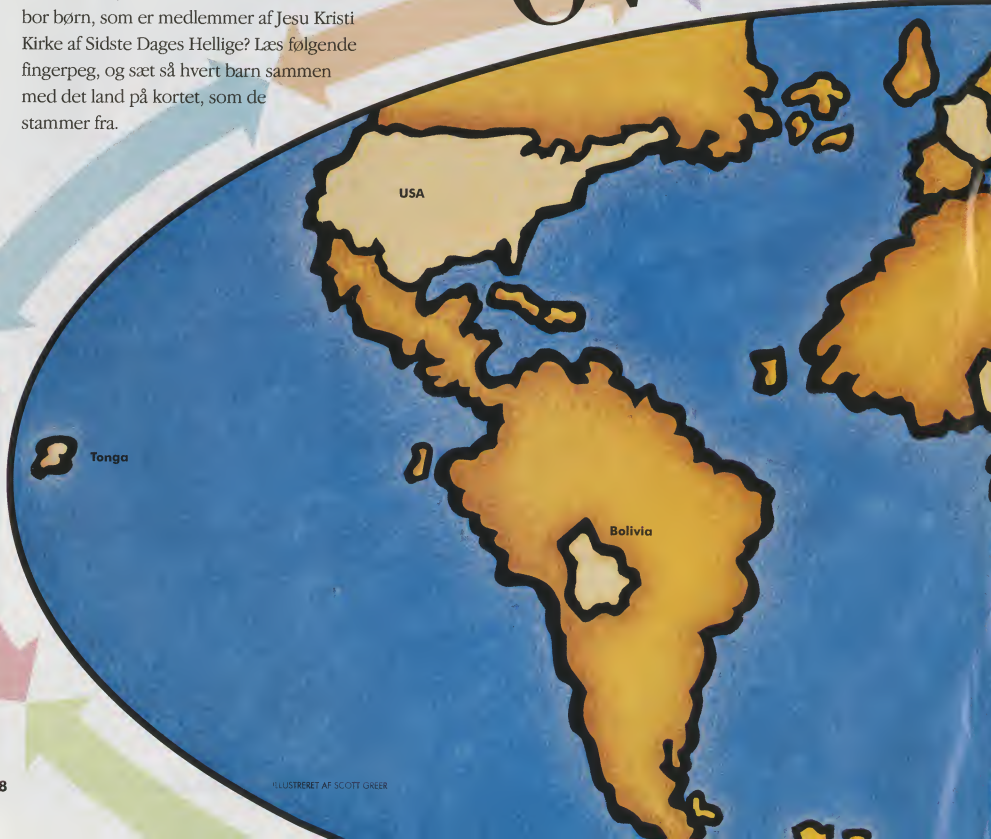 bor børn, som er medlemmer af Jesu Kristi
Kirke af Sidste Dages Hellige? Læs følgende
fingerpeg, og sæt så hvert barn sammen
med det land på kortet, som de
stammer fra.
USA
Tonga
Bolivia
8
ILLUSTRERET AF SCOTT GREER